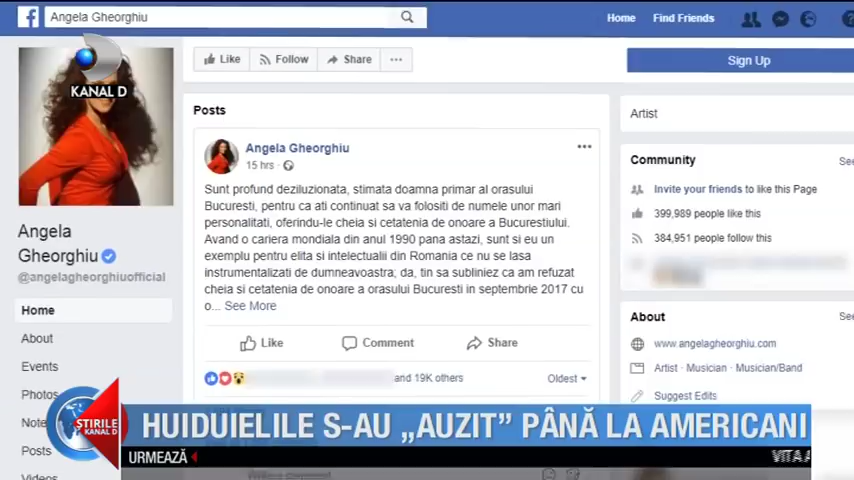 Angela Gheorghiu
Home
Find Friends
KANAL D
Like
Follow
Share
Sign Up
Posts
Angela Gheorghiu
15 hrs
Sunt profund deziluzionata, stimata doamna primar al orasului
Bucuresti, pentru ca ati continuat sa va folositi de numele unor mari
personalitati, oferindu-le cheia si cetatenia de onoare a Bucurestiului.
Avand o cariera mondiala din anul 1990 pana astazi, sunt si eu un
exemplu pentru elita si intelectualii din Romania ce nu se lasa
instrumentalizati de dumneavoastra; da, tin sa subliniez ca am refuzat
cheia si cetatenia de onoare a orasului Bucuresti in septembrie 2017 cu
o... See More
Like
Comment
Share
and 19K others
Oldest
Angela
Gheorghiu
@angelagheorghiuofficial
Home
About
Events
Photos
Posts
Videos
Artist
Community
Invite your friends to like this Page
399,989 people like this
384,951 people follow this
About
www.angelagheorghiu.com
Artist · Musician · Musician/Band
Suggest Edits
ȘTIRILE
KANAL D
HUIDUIELILE S-AU „AUZIT” PÂNĂ LA AMERICANI
URMEAZĂ